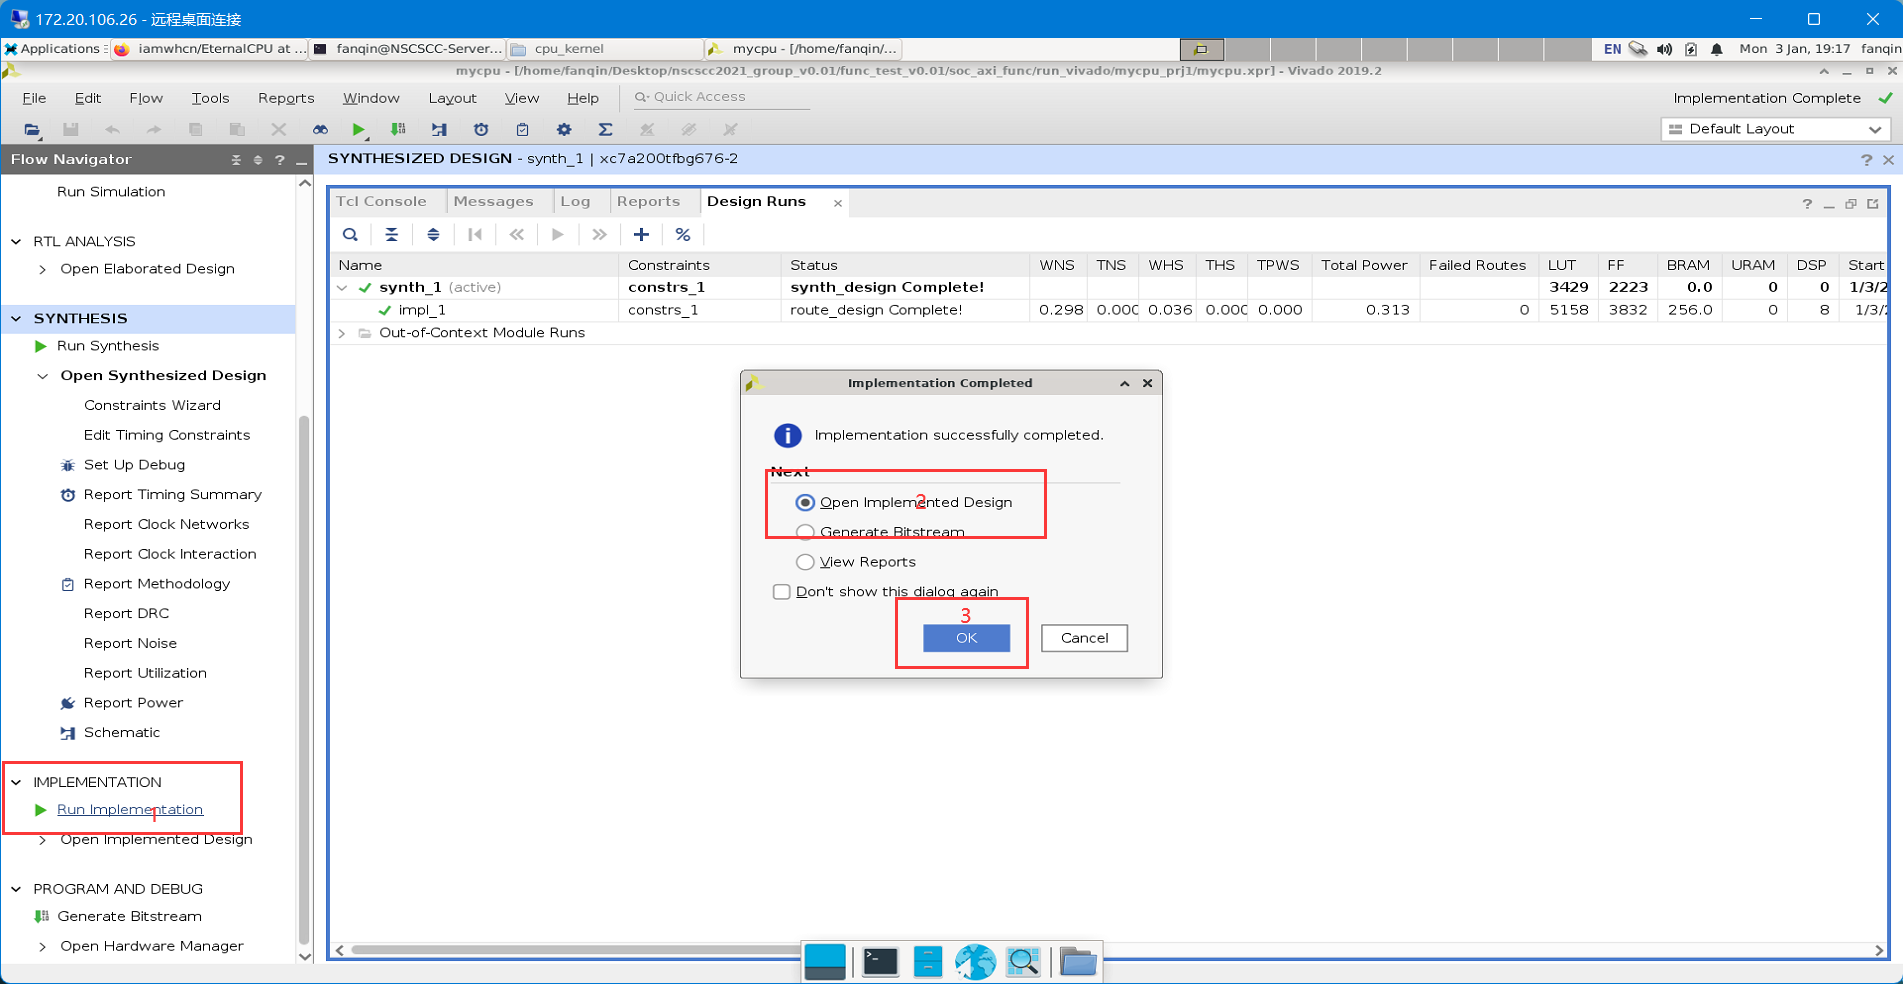 172.20.106.26 - 远程桌面连接
Applications
iamwhcn/EternalCPU at ...
fanqin@NSCSCC-Server...
cpu_kernel
mycpu - [/home/fanqin/...
EN
Mon 3 Jan, 19:17 fanqin
mycpu - [/home/fanqin/Desktop/nscscc2021_group_v0.01/func_test_v0.01/soc_axi_func/run_vivado/mycpu_prj1/mycpu.xpr] - Vivado 2019.2
File Edit Flow Tools Reports Window Layout View Help
Quick Access
Implementation Complete
Default Layout
Flow Navigator
SYNTHESIZED DESIGN - synth_1 | xc7a200tfbg676-2
Run Simulation
RTL ANALYSIS
Open Elaborated Design
SYNTHESIS
Run Synthesis
Open Synthesized Design
Constraints Wizard
Edit Timing Constraints
Set Up Debug
Report Timing Summary
Report Clock Networks
Report Clock Interaction
Report Methodology
Report DRC
Report Noise
Report Utilization
Report Power
Schematic
IMPLEMENTATION
Run Implementation
1
Open Implemented Design
PROGRAM AND DEBUG
Generate Bitstream
Open Hardware Manager
Tcl Console Messages Log Reports Design Runs
Name Constraints Status WNS TNS WHS THS TPWS Total Power Failed Routes LUT FF BRAM URAM DSP Start
synth_1 (active) constrs_1 synth_design Complete! 3429 2223 0.0 0 0 1/3/2
impl_1 constrs_1 route_design Complete! 0.298 0.000 0.036 0.000 0.000 0.313 0 5158 3832 256.0 0 8 1/3/2
Out-of-Context Module Runs
Implementation Completed
Implementation successfully completed.
Next
Open Implemented Design
2
Generate Bitstream
View Reports
Don't show this dialog again
3
OK
Cancel